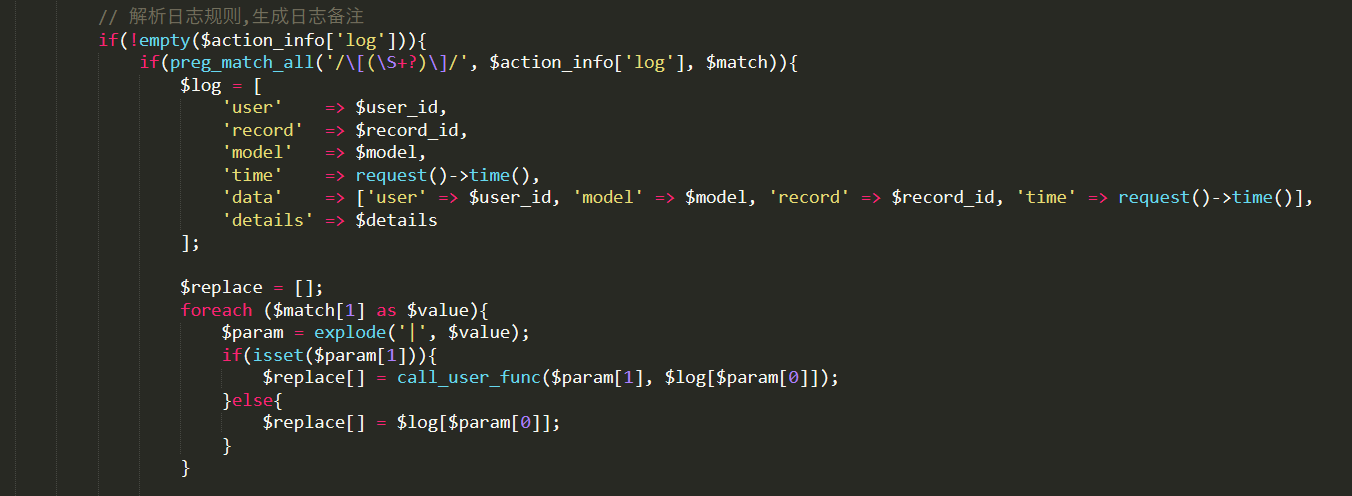 // 解析日志规则,生成日志备注
if(!empty($action_info['log'])){
if(preg_match_all('/\[(\S+?)\]/', $action_info['log'], $match)){
$log = [
'user' => $user_id,
'record' => $record_id,
'model' => $model,
'time' => request()->time(),
'data' => ['user' => $user_id, 'model' => $model, 'record' => $record_id, 'time' => request()->time()],
'details' => $details
];
$replace = [];
foreach ($match[1] as $value){
$param = explode('|', $value);
if(isset($param[1])){
$replace[] = call_user_func($param[1], $log[$param[0]]);
}else{
$replace[] = $log[$param[0]];
}
}